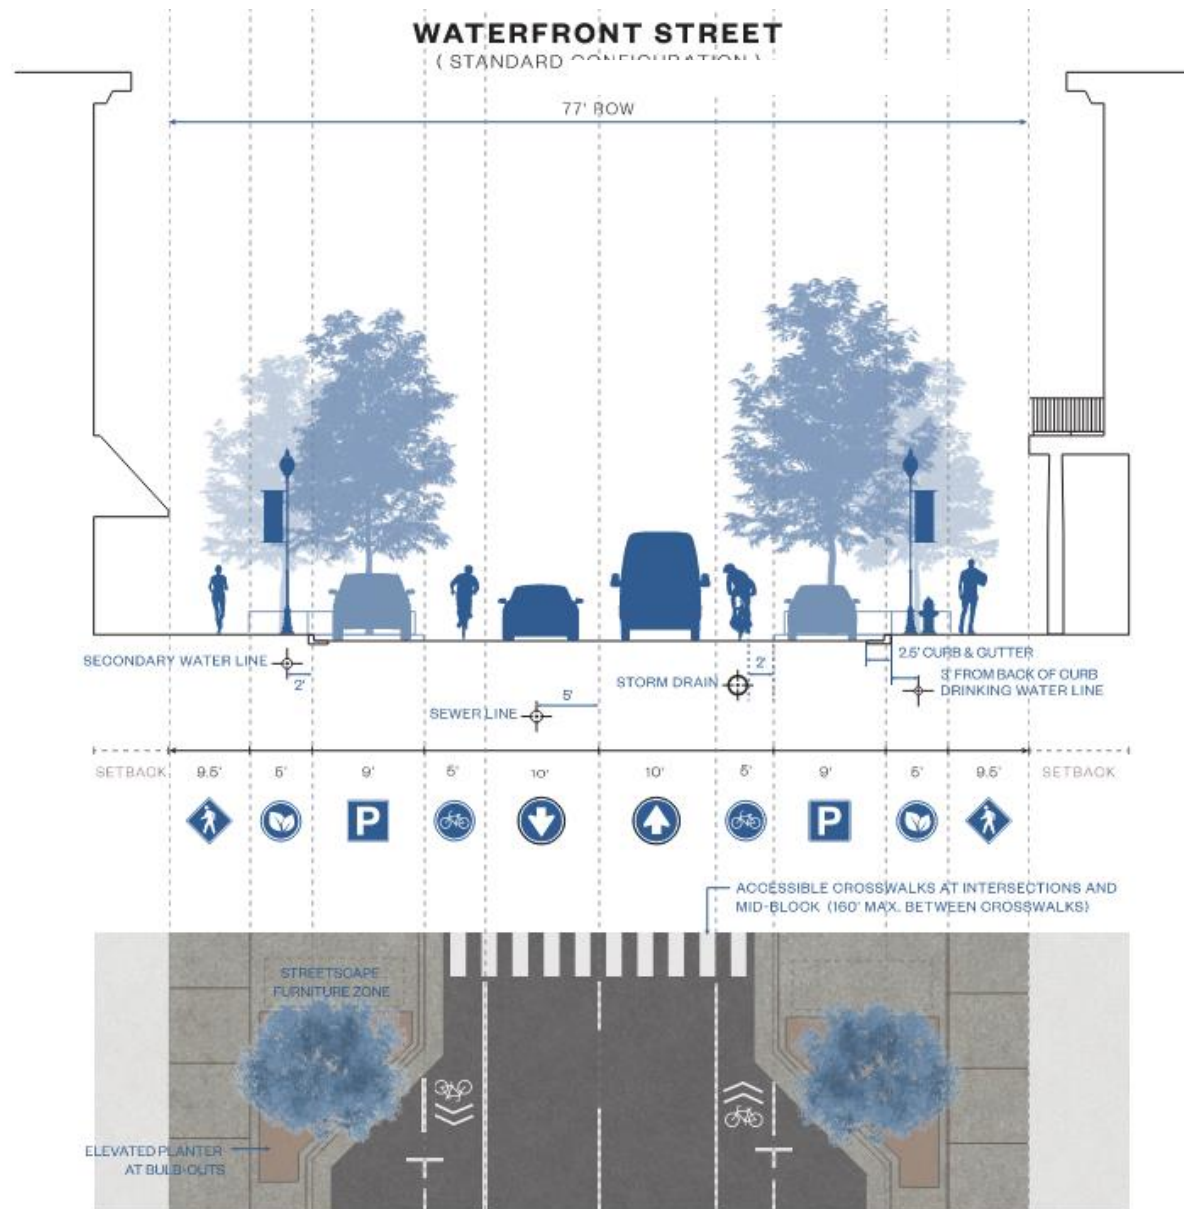 WATERFRONT STREET
( STANDARD CONFIGURATION )
77' ROW
SECONDARY WATER LINE
2'
SEWER LINE
5'
STORM DRAIN
2'
2.5' CURB & GUTTER
3' FROM BACK OF CURB
DRINKING WATER LINE
SETBACK 9.5' 5' 9' 5' 10' 10' 5' 9' 5' 9.5' SETBACK
P P
ACCESSIBLE CROSSWALKS AT INTERSECTIONS AND
MID-BLOCK (160' MAX. BETWEEN CROSSWALKS)
STREETSCAPE
FURNITURE ZONE
ELEVATED PLANTER
AT BULB-OUTS